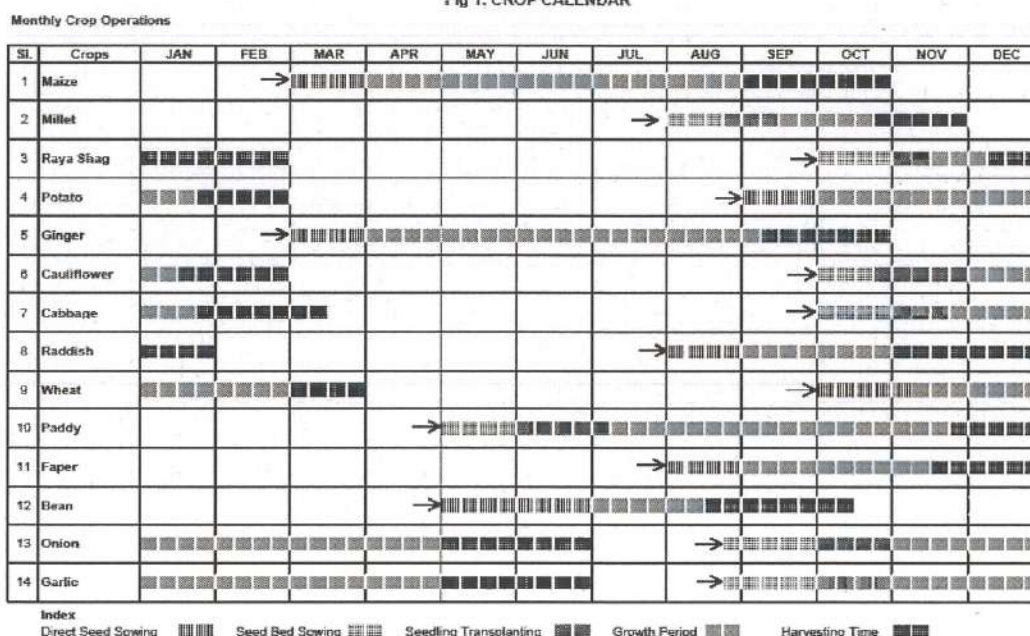 Fig 1. CROP CALENDAR
Monthly Crop Operations
Sl. Crops JAN FEB MAR APR MAY JUN JUL AUG SEP OCT NOV DEC
1 Maize
2 Millet
3 Raya Shag
4 Potato
5 Ginger
6 Cauliflower
7 Cabbage
8 Raddish
9 Wheat
10 Paddy
11 Faper
12 Bean
13 Onion
14 Garlic
Index
Direct Seed Sowing Seed Bed Sowing Seedling Transplanting Growth Period Harvesting Time